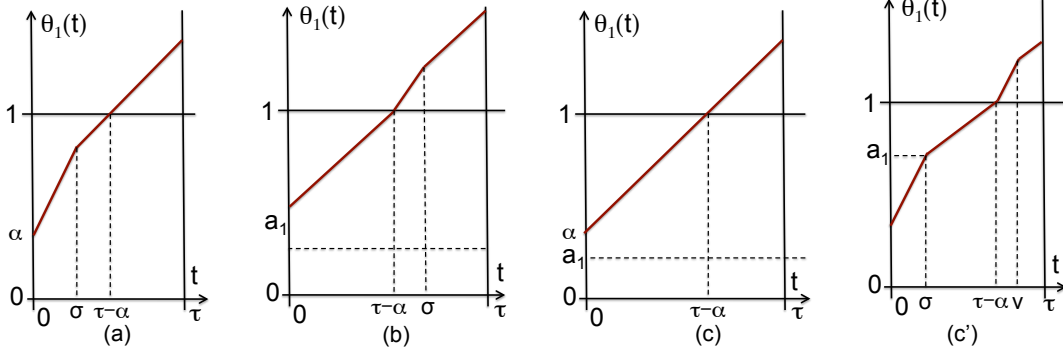 θ₁(t)
1
α
0
0 σ τ−α
t
τ
(a)
θ₁(t)
1
a₁
0
0 τ−α σ
t
τ
(b)
θ₁(t)
1
α
a₁
0
0 τ−α
t
τ
(c)
θ₁(t)
1
a₁
0
0 σ τ−α v
t
τ
(c')